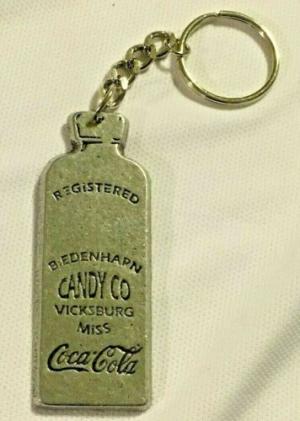 REGiSTERED
BiEDENHARN
CANDY CO
VICKSBURG
MiSS
Coca-Cola